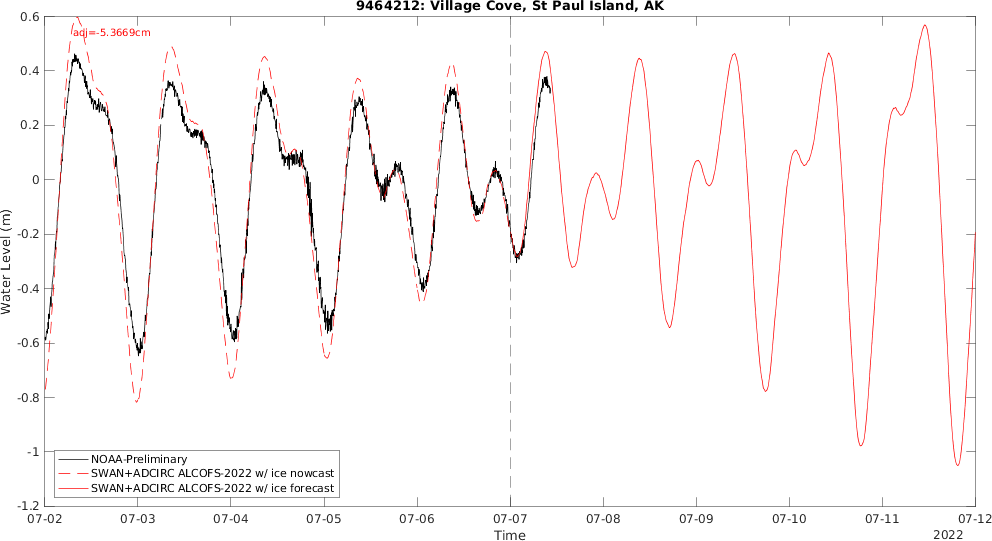 9464212: Village Cove, St Paul Island, AK
adj=-5.3669cm
0.6
0.4
0.2
0
-0.2
-0.4
-0.6
-0.8
-1
-1.2
Water Level (m)
NOAA-Preliminary
SWAN+ADCIRC ALCOFS-2022 w/ ice nowcast
SWAN+ADCIRC ALCOFS-2022 w/ ice forecast
07-02 07-03 07-04 07-05 07-06 07-07 07-08 07-09 07-10 07-11 07-12
Time
2022